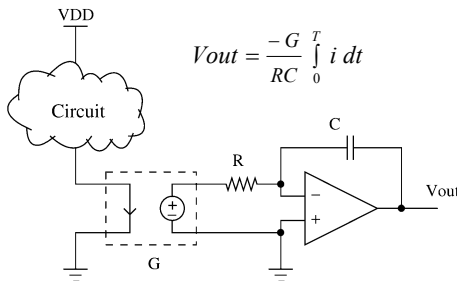 VDD
Vout = -G/RC ∫₀ᵀ i dt
Circuit
C
R
+
−
−
+
Vout
G